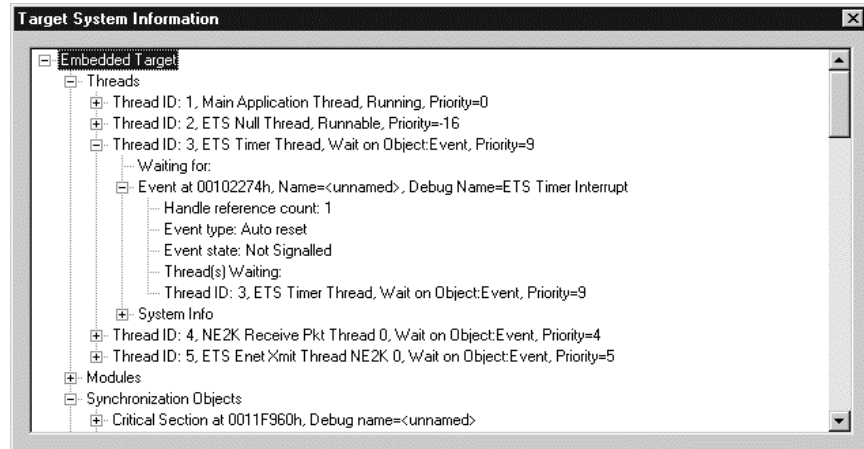 Target System Information
Embedded Target
Threads
Thread ID: 1, Main Application Thread, Running, Priority=0
Thread ID: 2, ETS Null Thread, Runnable, Priority=-16
Thread ID: 3, ETS Timer Thread, Wait on Object:Event, Priority=9
Waiting for:
Event at 00102274h, Name=<unnamed>, Debug Name=ETS Timer Interrupt
Handle reference count: 1
Event type: Auto reset
Event state: Not Signalled
Thread(s) Waiting:
Thread ID: 3, ETS Timer Thread, Wait on Object:Event, Priority=9
System Info
Thread ID: 4, NE2K Receive Pkt Thread 0, Wait on Object:Event, Priority=4
Thread ID: 5, ETS Enet Xmit Thread NE2K 0, Wait on Object:Event, Priority=5
Modules
Synchronization Objects
Critical Section at 0011F960h, Debug name=<unnamed>